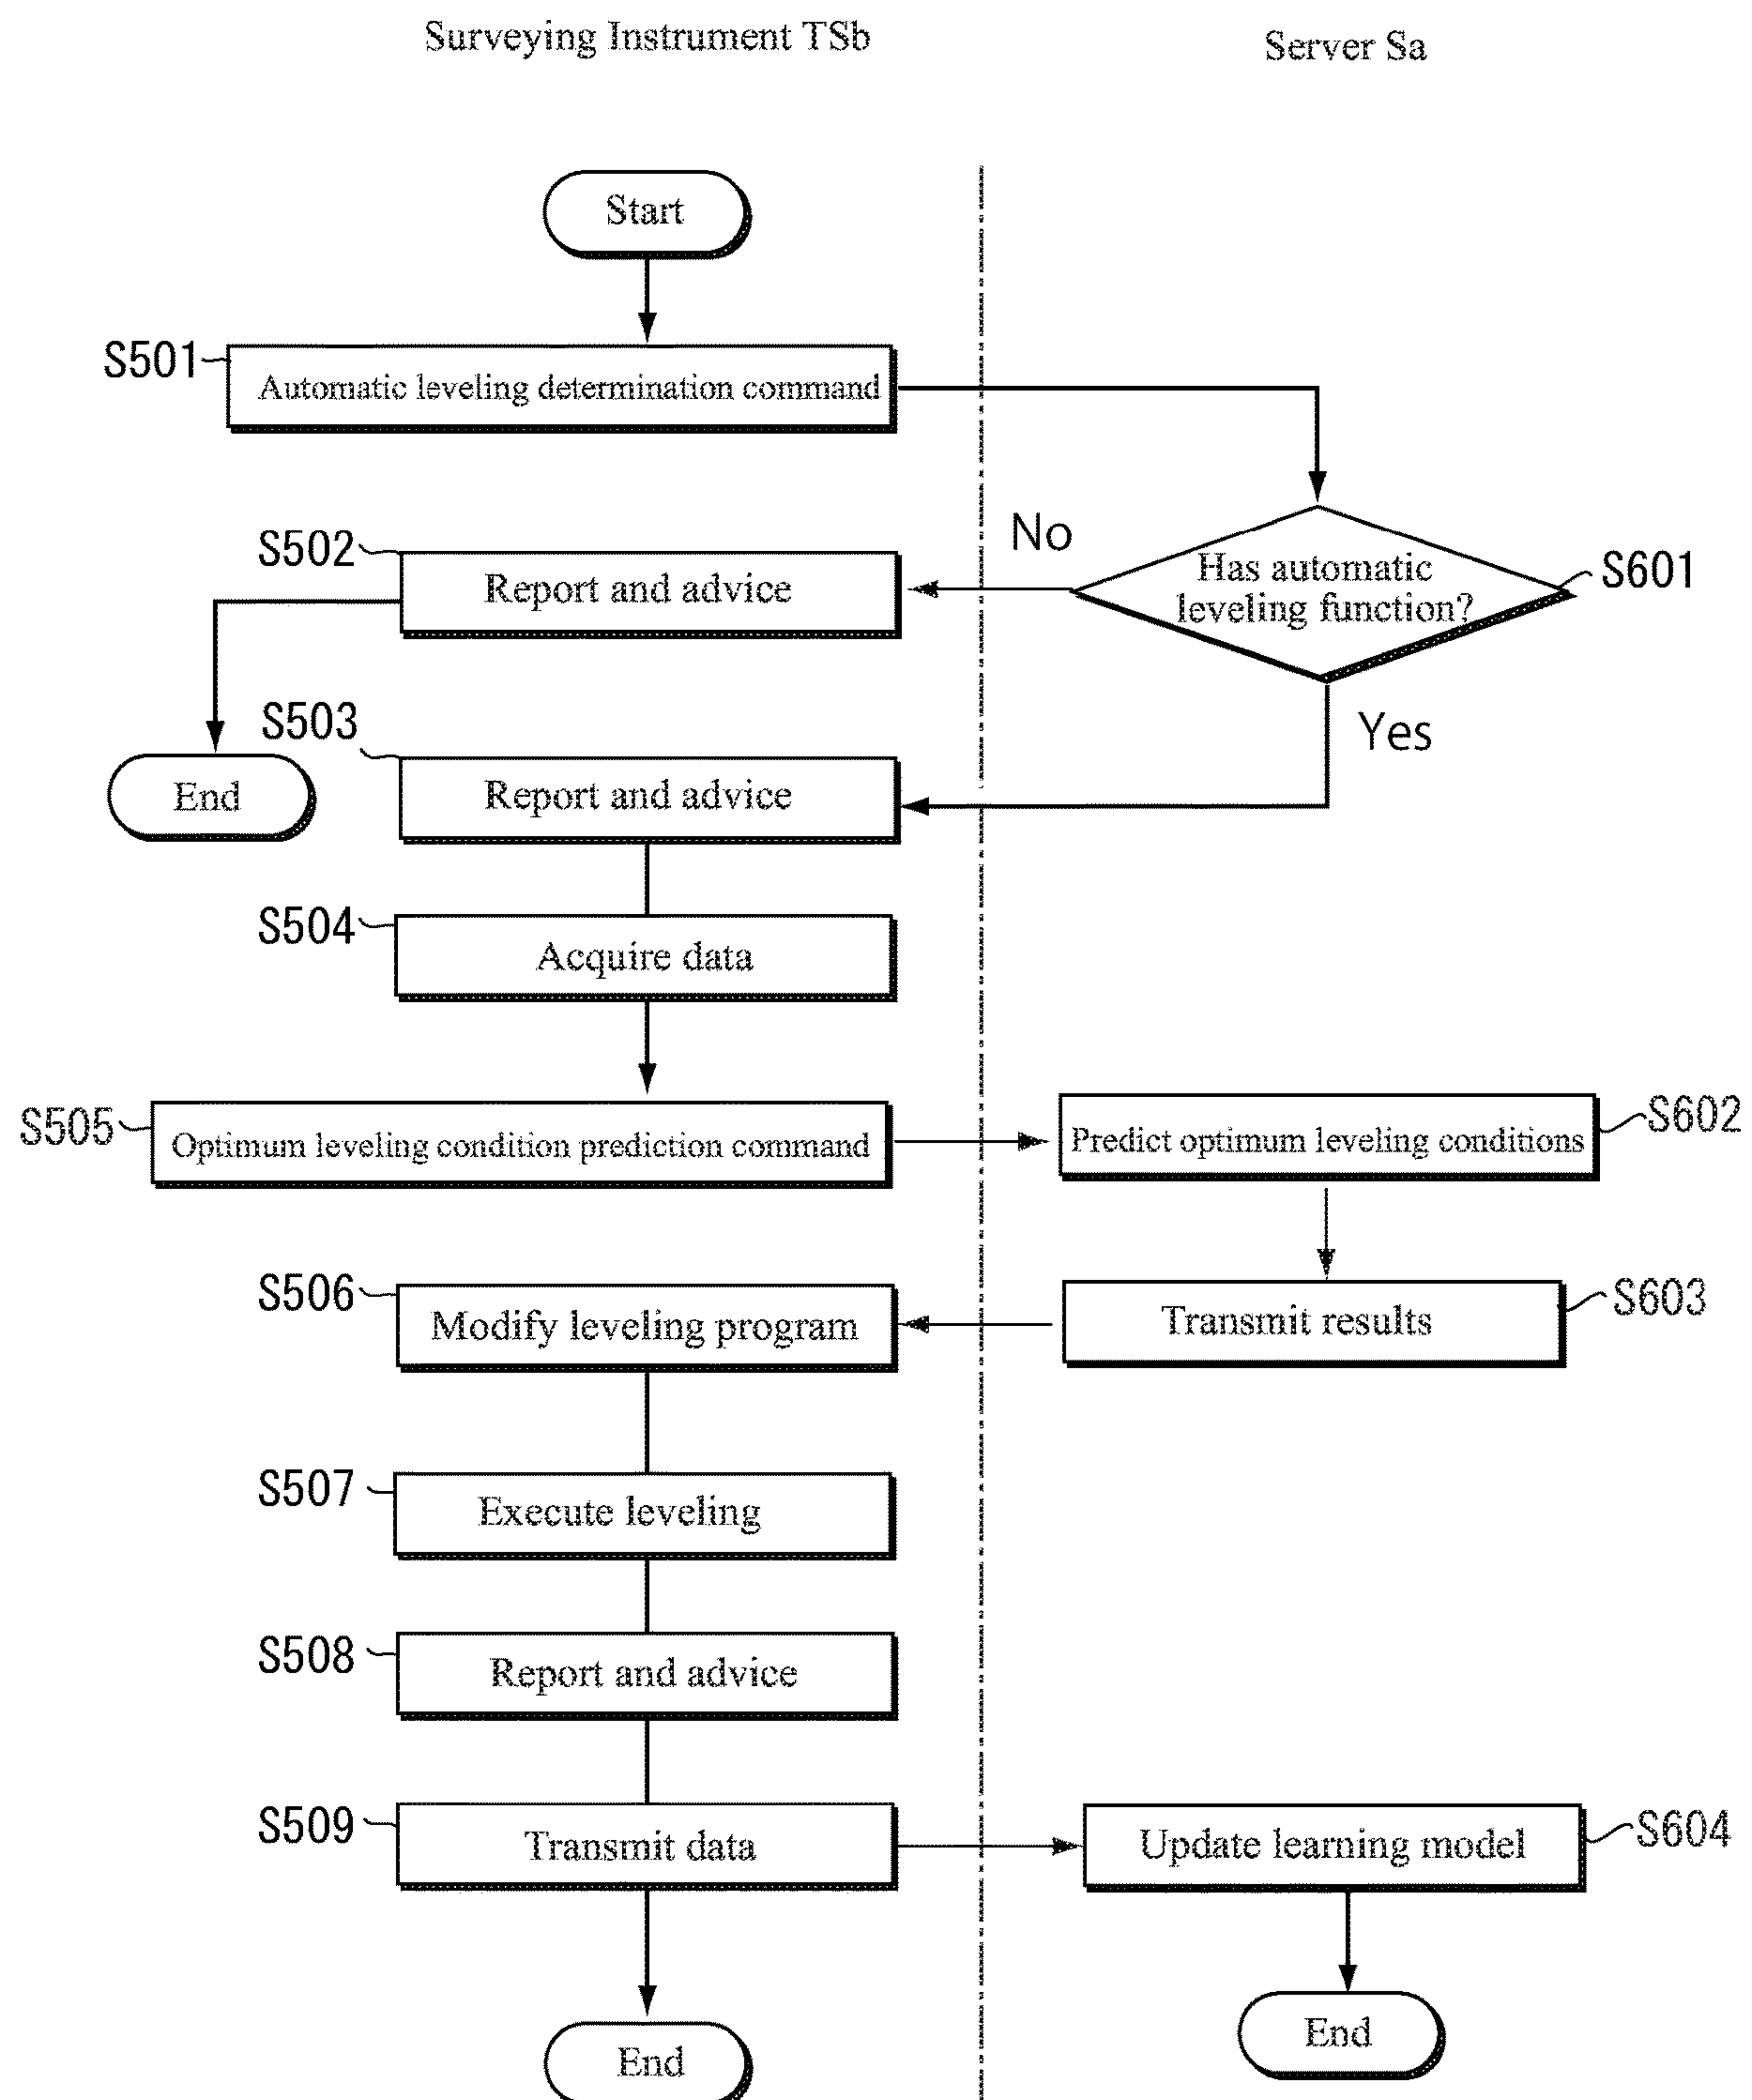 Surveying Instrument TSb
Server Sa
Start
S501
Automatic leveling determination command
No
Has automatic
leveling function?
S601
S502
Report and advice
Yes
End
S503
Report and advice
S504
Acquire data
S505
Optimum leveling condition prediction command
Predict optimum leveling conditions
S602
S506
Modify leveling program
Transmit results
S603
S507
Execute leveling
S508
Report and advice
S509
Transmit data
Update learning model
S604
End
End